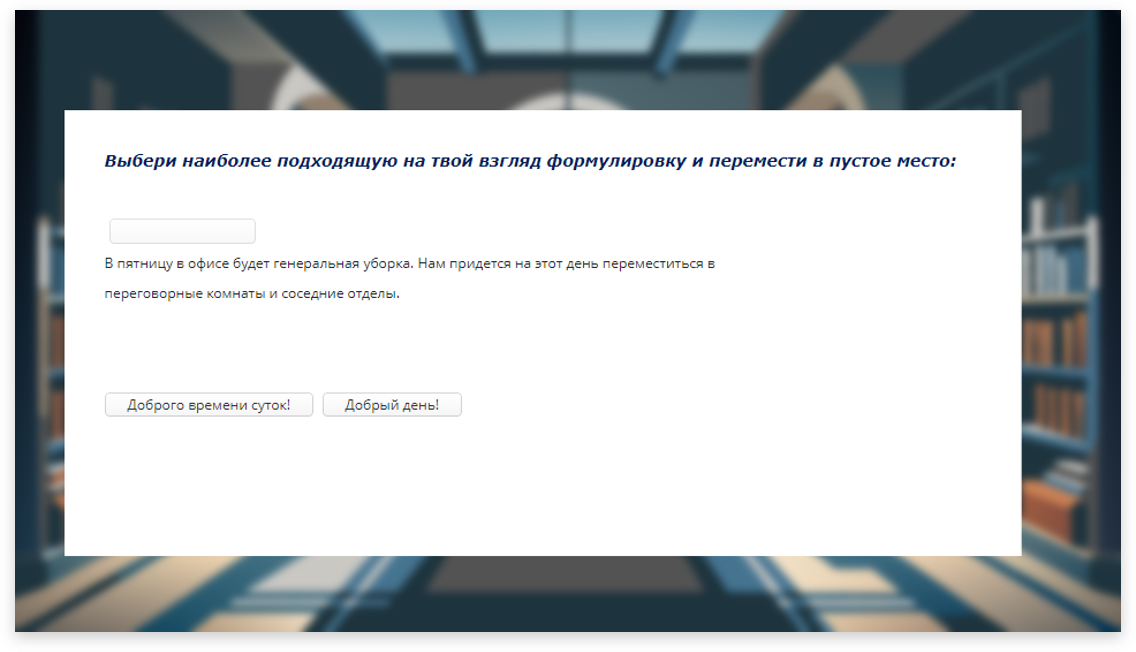 Выбери наиболее подходящую на твой взгляд формулировку и перемести в пустое место:
В пятницу в офисе будет генеральная уборка. Нам придется на этот день переместиться в
переговорные комнаты и соседние отделы.
Доброго времени суток! Добрый день!